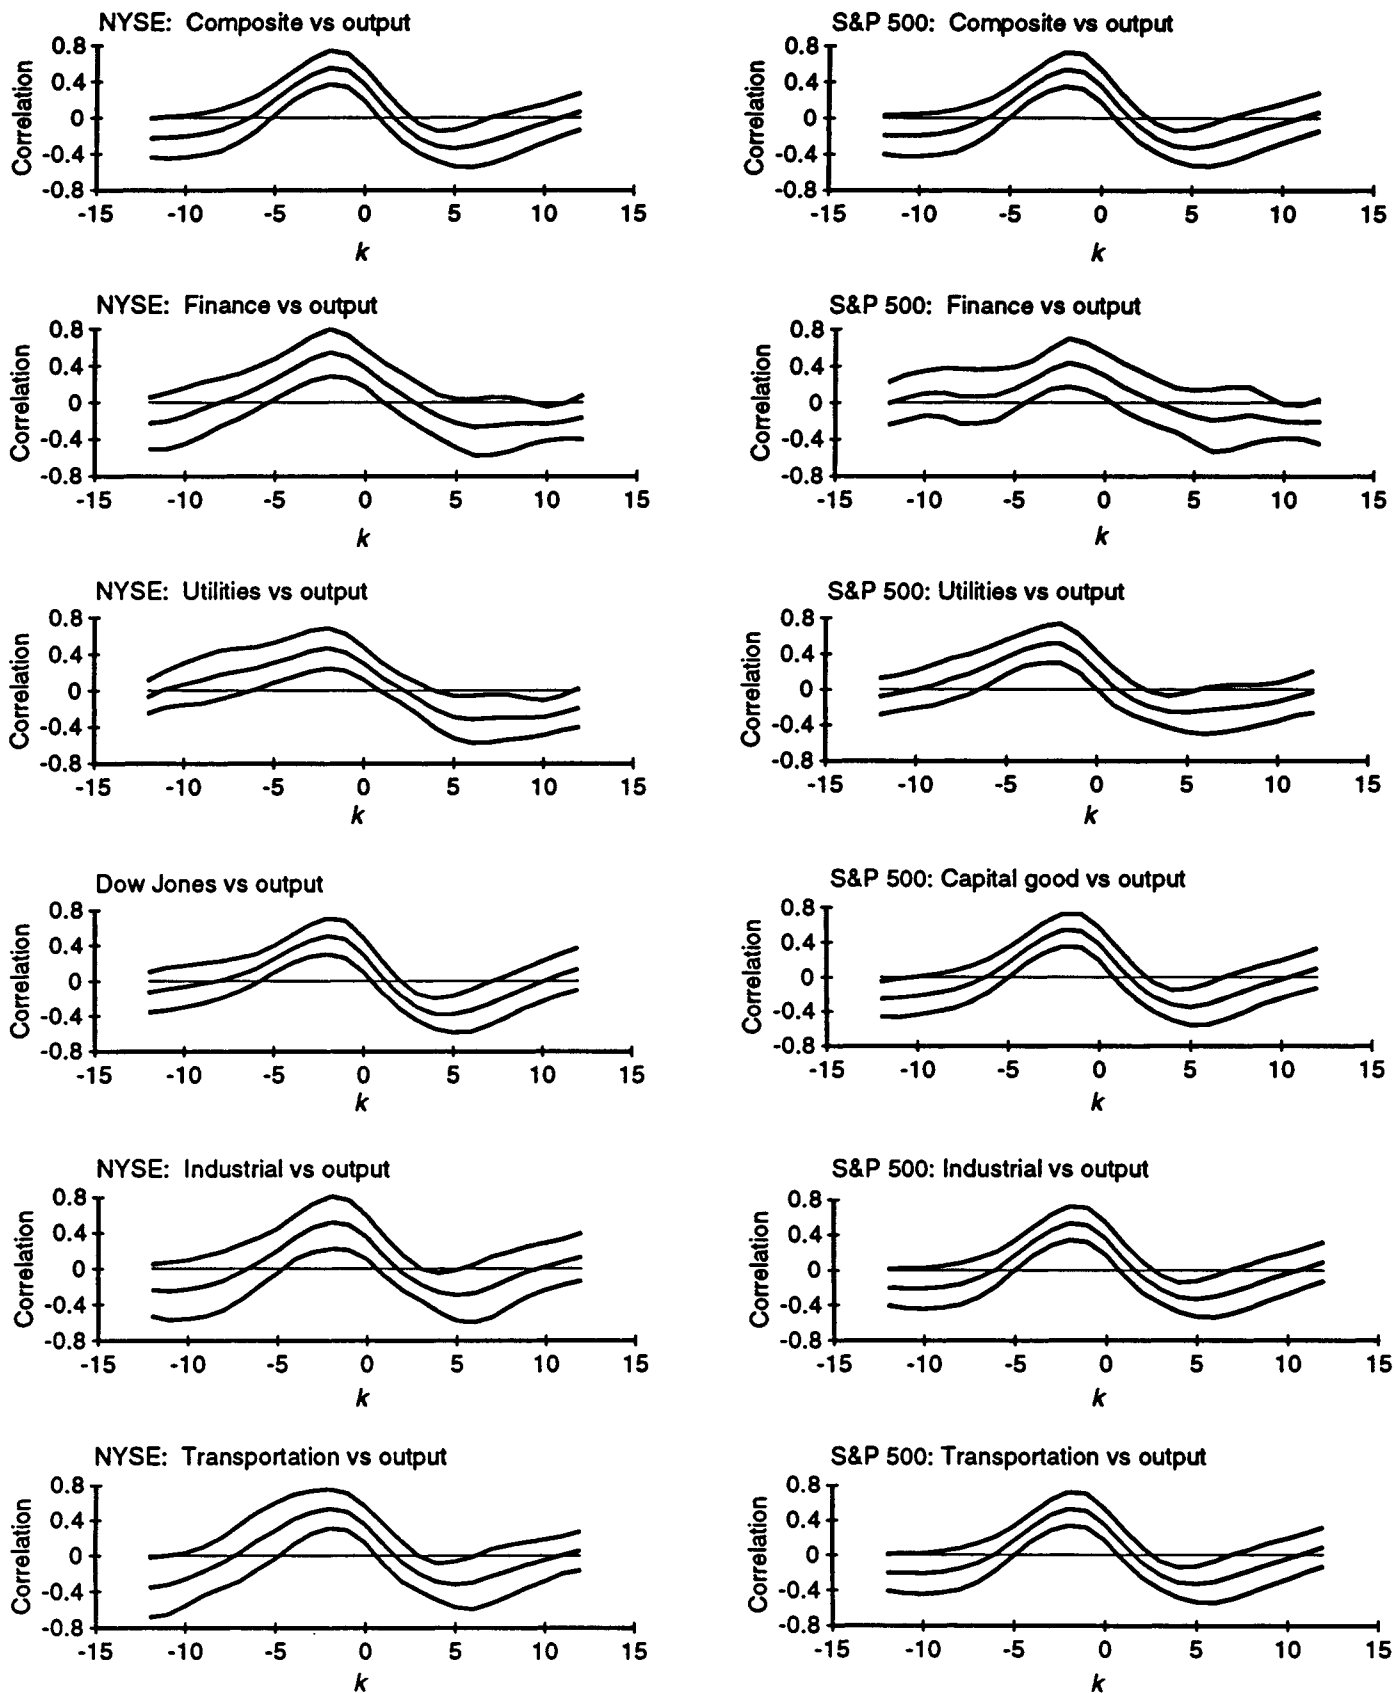 NYSE: Composite vs output
Correlation
0.8
0.4
0
-0.4
-0.8
-15 -10 -5 0 5 10 15
k
S&P 500: Composite vs output
Correlation
0.8
0.4
0
-0.4
-0.8
-15 -10 -5 0 5 10 15
k
NYSE: Finance vs output
Correlation
0.8
0.4
0
-0.4
-0.8
-15 -10 -5 0 5 10 15
k
S&P 500: Finance vs output
Correlation
0.8
0.4
0
-0.4
-0.8
-15 -10 -5 0 5 10 15
k
NYSE: Utilities vs output
Correlation
0.8
0.4
0
-0.4
-0.8
-15 -10 -5 0 5 10 15
k
S&P 500: Utilities vs output
Correlation
0.8
0.4
0
-0.4
-0.8
-15 -10 -5 0 5 10 15
k
Dow Jones vs output
Correlation
0.8
0.4
0
-0.4
-0.8
-15 -10 -5 0 5 10 15
k
S&P 500: Capital good vs output
Correlation
0.8
0.4
0
-0.4
-0.8
-15 -10 -5 0 5 10 15
k
NYSE: Industrial vs output
Correlation
0.8
0.4
0
-0.4
-0.8
-15 -10 -5 0 5 10 15
k
S&P 500: Industrial vs output
Correlation
0.8
0.4
0
-0.4
-0.8
-15 -10 -5 0 5 10 15
k
NYSE: Transportation vs output
Correlation
0.8
0.4
0
-0.4
-0.8
-15 -10 -5 0 5 10 15
k
S&P 500: Transportation vs output
Correlation
0.8
0.4
0
-0.4
-0.8
-15 -10 -5 0 5 10 15
k